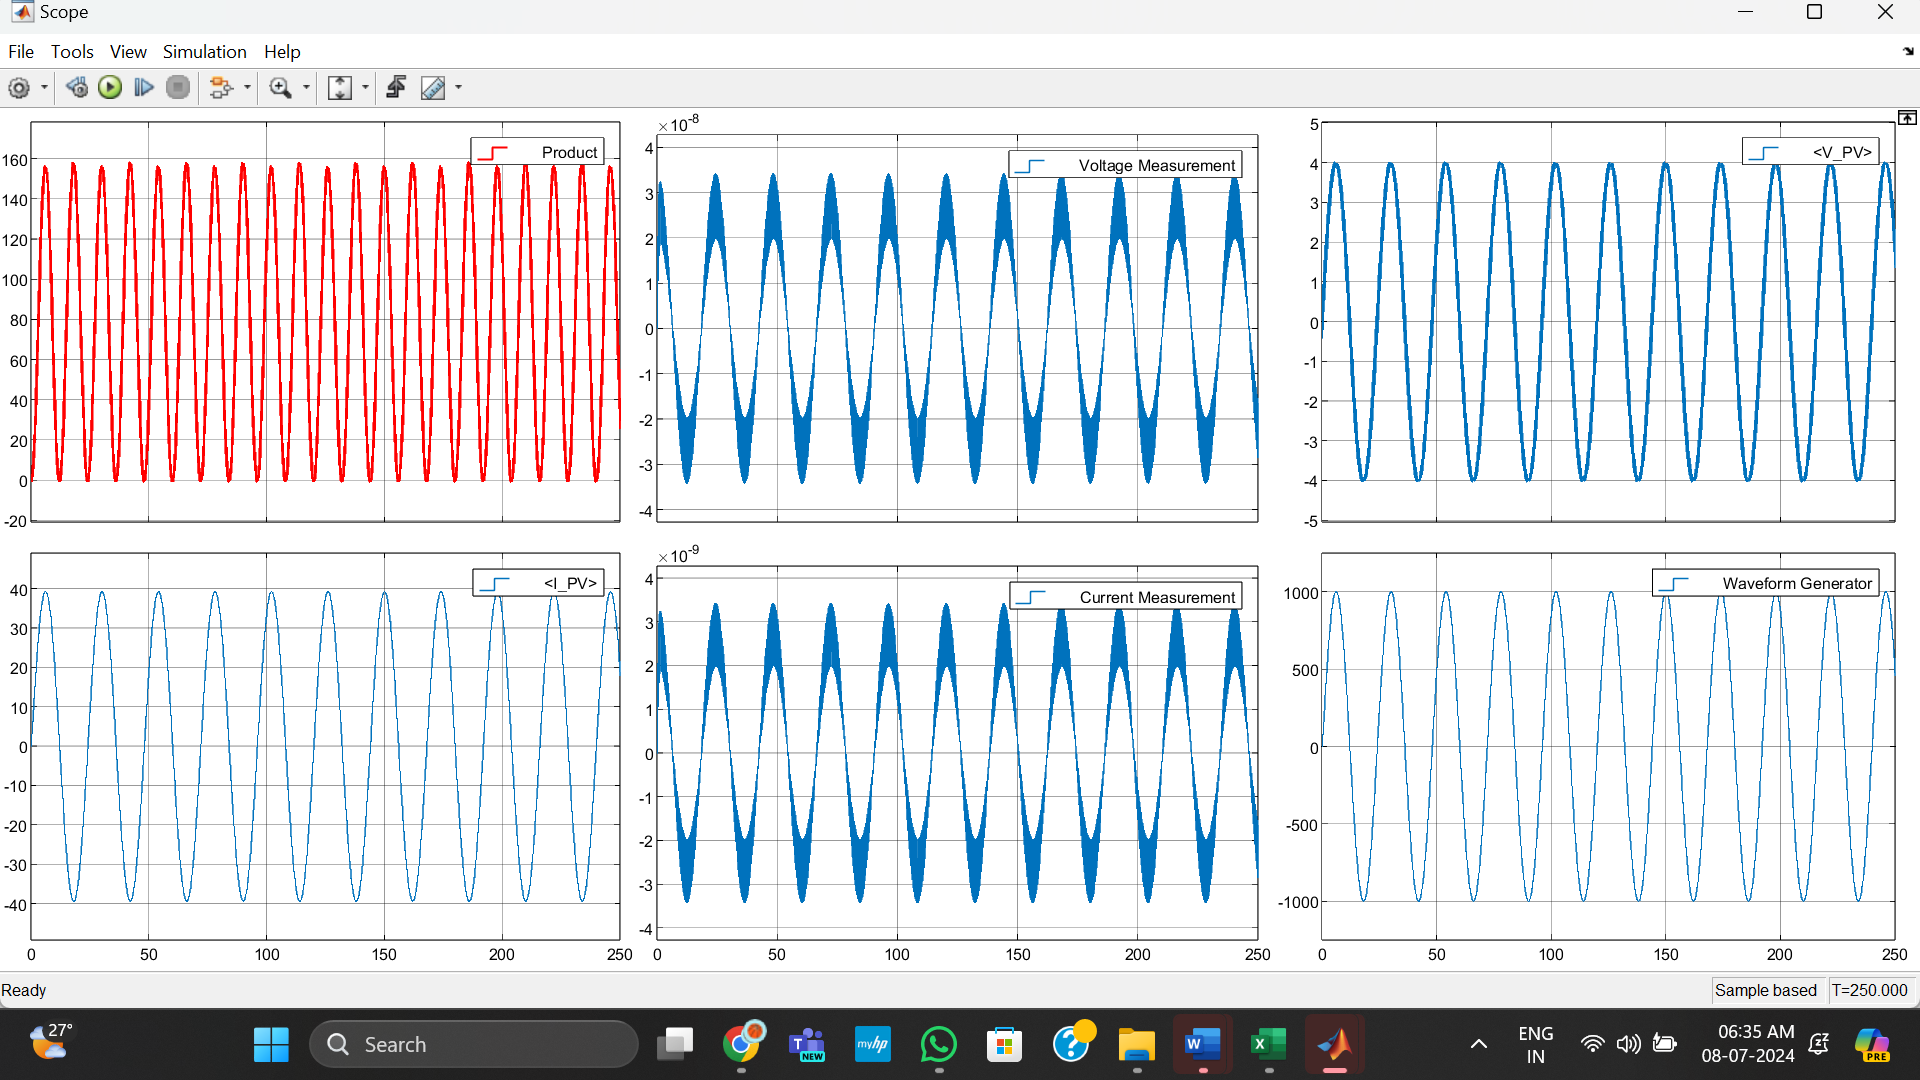 Scope
File Tools View Simulation Help
Product
160
140
120
100
80
60
40
20
0
-20
×10-8
Voltage Measurement
4
3
2
1
0
-1
-2
-3
-4
<V_PV>
5
4
3
2
1
0
-1
-2
-3
-4
-5
<I_PV>
40
30
20
10
0
-10
-20
-30
-40
0 50 100 150 200 250
×10-9
Current Measurement
4
3
2
1
0
-1
-2
-3
-4
0 50 100 150 200 250
Waveform Generator
1000
500
0
-500
-1000
0 50 100 150 200 250
Ready
Sample based T=250.000
27°
Search
T
NEW
myhp
?
W
X
ENG
IN
06:35 AM
08-07-2024
zz
PRE